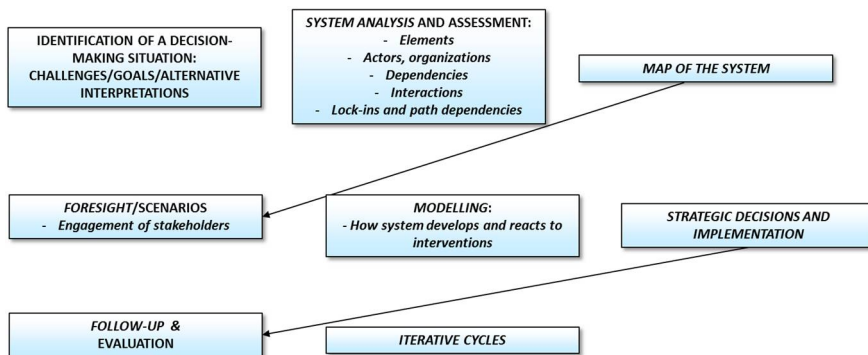 IDENTIFICATION OF A DECISION-
MAKING SITUATION:
CHALLENGES/GOALS/ALTERNATIVE
INTERPRETATIONS
SYSTEM ANALYSIS AND ASSESSMENT:
- Elements
- Actors, organizations
- Dependencies
- Interactions
- Lock-ins and path dependencies
MAP OF THE SYSTEM
FORESIGHT/SCENARIOS
- Engagement of stakeholders
MODELLING:
- How system develops and reacts to
interventions
STRATEGIC DECISIONS AND
IMPLEMENTATION
FOLLOW-UP &
EVALUATION
ITERATIVE CYCLES